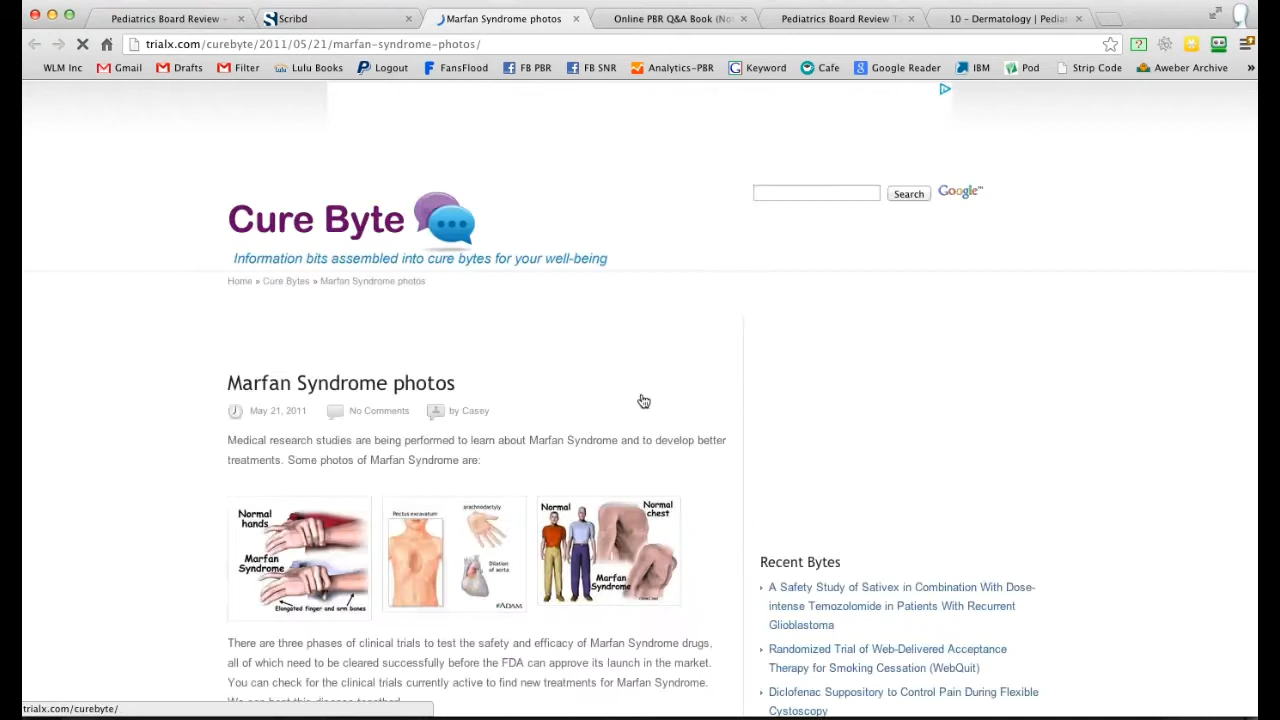 Pediatrics Board Review -
Scribd
Marfan Syndrome photos
Online PBR Q&A Book (No
Pediatrics Board Review T
10 - Dermatology | Pediat
trialx.com/curebyte/2011/05/21/marfan-syndrome-photos/
WLM Inc
Gmail
Drafts
Filter
Lulu Books
Logout
FansFlood
FB PBR
FB SNR
Analytics-PBR
Keyword
Cafe
Google Reader
IBM
Pod
Strip Code
Aweber Archive
Cure Byte
Information bits assembled into cure bytes for your well-being
Search
Google™
Home » Cure Bytes » Marfan Syndrome photos
Marfan Syndrome photos
May 21, 2011
No Comments
by Casey
Medical research studies are being performed to learn about Marfan Syndrome and to develop better
treatments. Some photos of Marfan Syndrome are:
Normal
hands
Marfan
Syndrome
Elongated finger and arm bones
Pectus excavatum
arachnodactyly
Dilation
of aorta
ADAM
Normal
Normal
chest
Marfan
Syndrome
There are three phases of clinical trials to test the safety and efficacy of Marfan Syndrome drugs,
all of which need to be cleared successfully before the FDA can approve its launch in the market.
You can check for the clinical trials currently active to find new treatments for Marfan Syndrome.
Recent Bytes
A Safety Study of Sativex in Combination With Dose-
intense Temozolomide in Patients With Recurrent
Glioblastoma
Randomized Trial of Web-Delivered Acceptance
Therapy for Smoking Cessation (WebQuit)
Diclofenac Suppository to Control Pain During Flexible
Cystoscopy
trialx.com/curebyte/